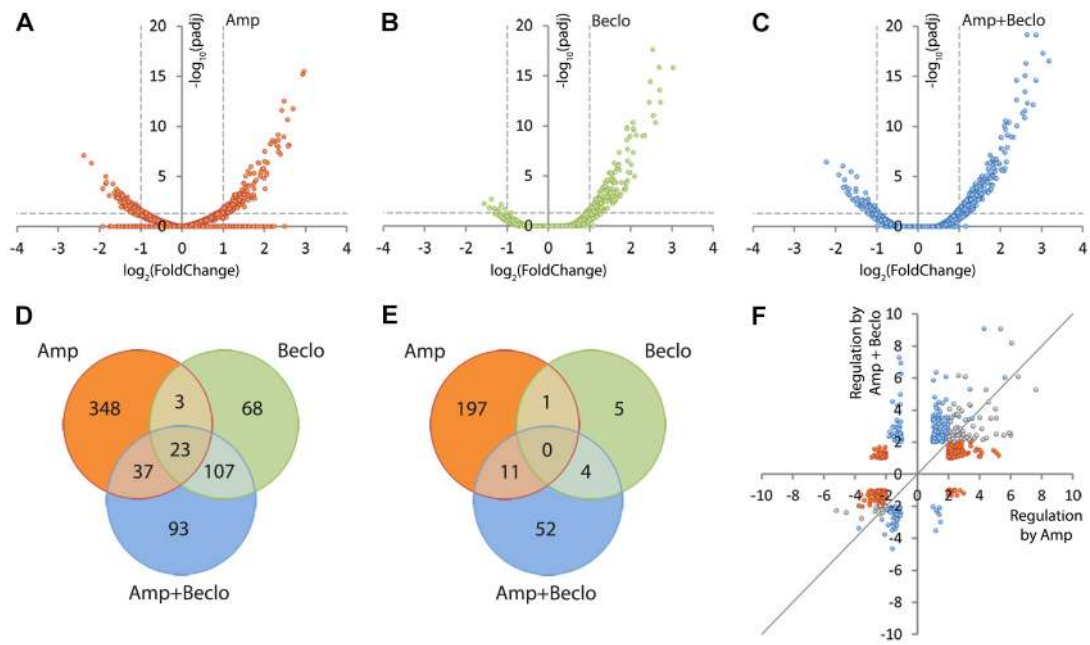 A
Amp
20
-log10(padj)
15
10
5
0
-4 -3 -2 -1 0 1 2 3 4
log2(FoldChange)
B
Beclo
20
-log10(padj)
15
10
5
0
-4 -3 -2 -1 0 1 2 3 4
log2(FoldChange)
C
Amp+Beclo
20
-log10(padj)
15
10
5
0
-4 -3 -2 -1 0 1 2 3 4
log2(FoldChange)
D
Amp
Beclo
348
3
68
23
37
107
93
Amp+Beclo
E
Amp
Beclo
197
1
5
0
11
4
52
Amp+Beclo
F
Regulation by
Amp + Beclo
10
8
6
4
2
0
-10 -8 -6 -4 -2 0 2 4 6 8 10
-2
-4
-6
-8
-10
Regulation
by Amp